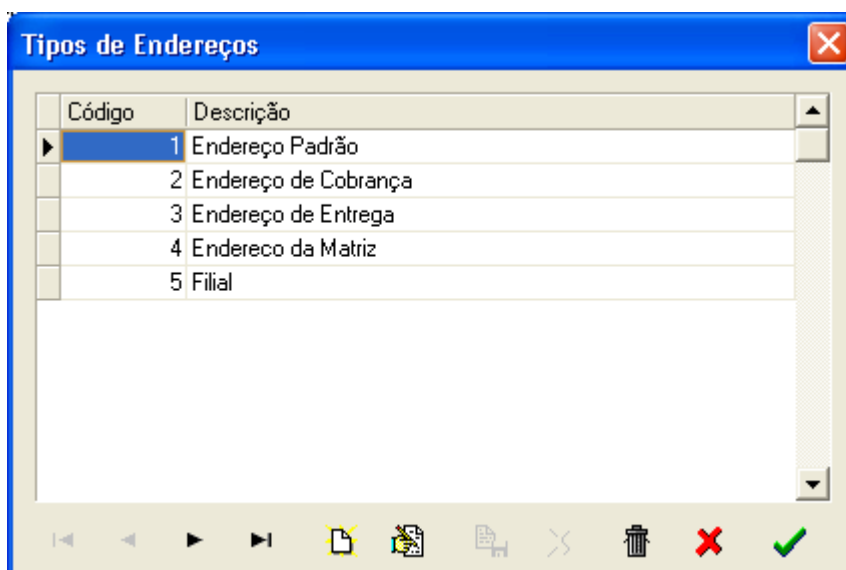 Tipos de Endereços
Código Descrição
1 Endereço Padrão
2 Endereço de Cobrança
3 Endereço de Entrega
4 Endereco da Matriz
5 Filial